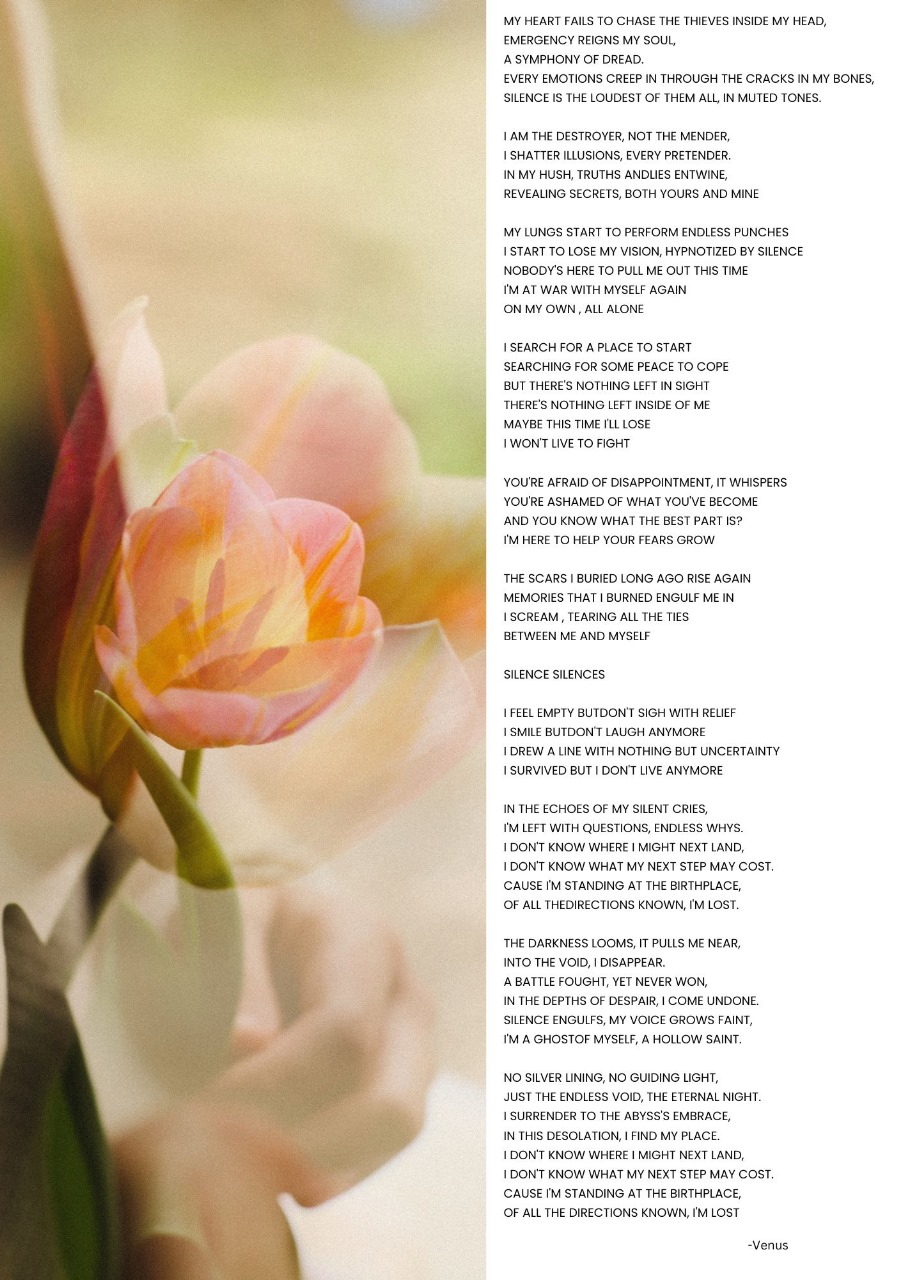 MY HEART FAILS TO CHASE THE THIEVES INSIDE MY HEAD,
EMERGENCY REIGNS MY SOUL,
A SYMPHONY OF DREAD.
EVERY EMOTIONS CREEP IN THROUGH THE CRACKS IN MY BONES,
SILENCE IS THE LOUDEST OF THEM ALL, IN MUTED TONES.

I AM THE DESTROYER, NOT THE MENDER,
I SHATTER ILLUSIONS, EVERY PRETENDER.
IN MY HUSH, TRUTHS ANDLIES ENTWINE,
REVEALING SECRETS, BOTH YOURS AND MINE

MY LUNGS START TO PERFORM ENDLESS PUNCHES
I START TO LOSE MY VISION, HYPNOTIZED BY SILENCE
NOBODY'S HERE TO PULL ME OUT THIS TIME
I'M AT WAR WITH MYSELF AGAIN
ON MY OWN , ALL ALONE

I SEARCH FOR A PLACE TO START
SEARCHING FOR SOME PEACE TO COPE
BUT THERE'S NOTHING LEFT IN SIGHT
THERE'S NOTHING LEFT INSIDE OF ME
MAYBE THIS TIME I'LL LOSE
I WON'T LIVE TO FIGHT

YOU'RE AFRAID OF DISAPPOINTMENT, IT WHISPERS
YOU'RE ASHAMED OF WHAT YOU'VE BECOME
AND YOU KNOW WHAT THE BEST PART IS?
I'M HERE TO HELP YOUR FEARS GROW

THE SCARS I BURIED LONG AGO RISE AGAIN
MEMORIES THAT I BURNED ENGULF ME IN
I SCREAM , TEARING ALL THE TIES
BETWEEN ME AND MYSELF

SILENCE SILENCES

I FEEL EMPTY BUTDON'T SIGH WITH RELIEF
I SMILE BUTDON'T LAUGH ANYMORE
I DREW A LINE WITH NOTHING BUT UNCERTAINTY
I SURVIVED BUT I DON'T LIVE ANYMORE

IN THE ECHOES OF MY SILENT CRIES,
I'M LEFT WITH QUESTIONS, ENDLESS WHYS.
I DON'T KNOW WHERE I MIGHT NEXT LAND,
I DON'T KNOW WHAT MY NEXT STEP MAY COST.
CAUSE I'M STANDING AT THE BIRTHPLACE,
OF ALL THEDIRECTIONS KNOWN, I'M LOST.

THE DARKNESS LOOMS, IT PULLS ME NEAR,
INTO THE VOID, I DISAPPEAR.
A BATTLE FOUGHT, YET NEVER WON,
IN THE DEPTHS OF DESPAIR, I COME UNDONE.
SILENCE ENGULFS, MY VOICE GROWS FAINT,
I'M A GHOSTOF MYSELF, A HOLLOW SAINT.

NO SILVER LINING, NO GUIDING LIGHT,
JUST THE ENDLESS VOID, THE ETERNAL NIGHT.
I SURRENDER TO THE ABYSS'S EMBRACE,
IN THIS DESOLATION, I FIND MY PLACE.
I DON'T KNOW WHERE I MIGHT NEXT LAND,
I DON'T KNOW WHAT MY NEXT STEP MAY COST.
CAUSE I'M STANDING AT THE BIRTHPLACE,
OF ALL THE DIRECTIONS KNOWN, I'M LOST

-Venus